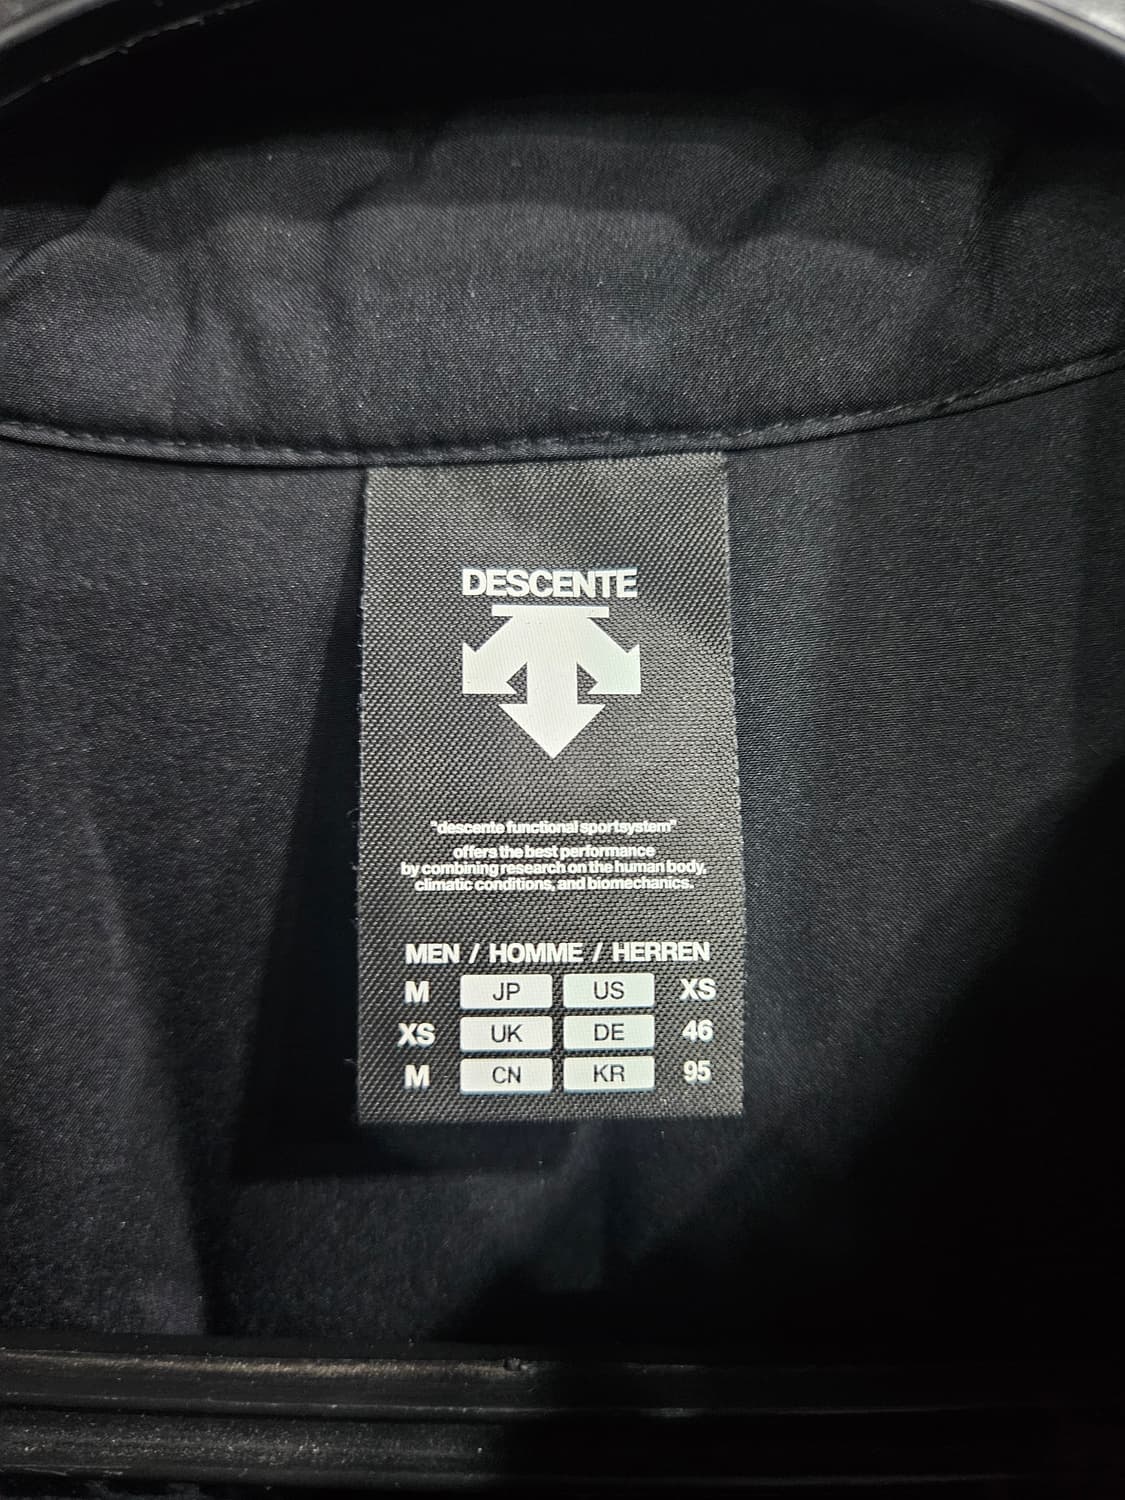 DESCENTE
"descente functional sportsystem"
offers the best performance
by combining research on the human body,
climatic conditions, and biomechanics.
MEN / HOMME / HERREN
M JP US XS
XS UK DE 46
M CN KR 95